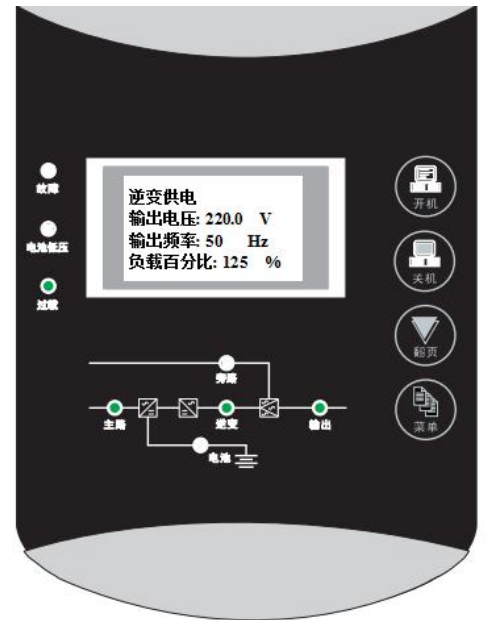 逆变供电
输出电压: 220.0 V
输出频率: 50 Hz
负载百分比: 125 %
故障
电池低压
过载
开机
关机
翻页
菜单
旁路
主路
逆变
输出
电池